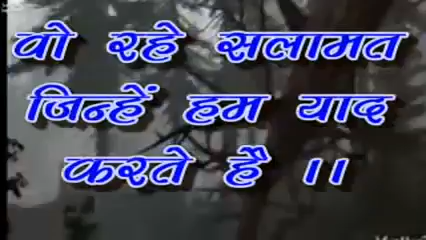 वो रहे सलामत
जिन्हें हम याद
करते है ।।